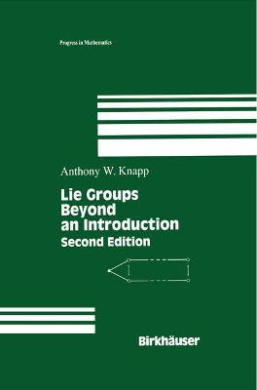 Progress in Mathematics
Anthony W. Knapp
Lie Groups
Beyond
an Introduction
Second Edition
Birkhäuser